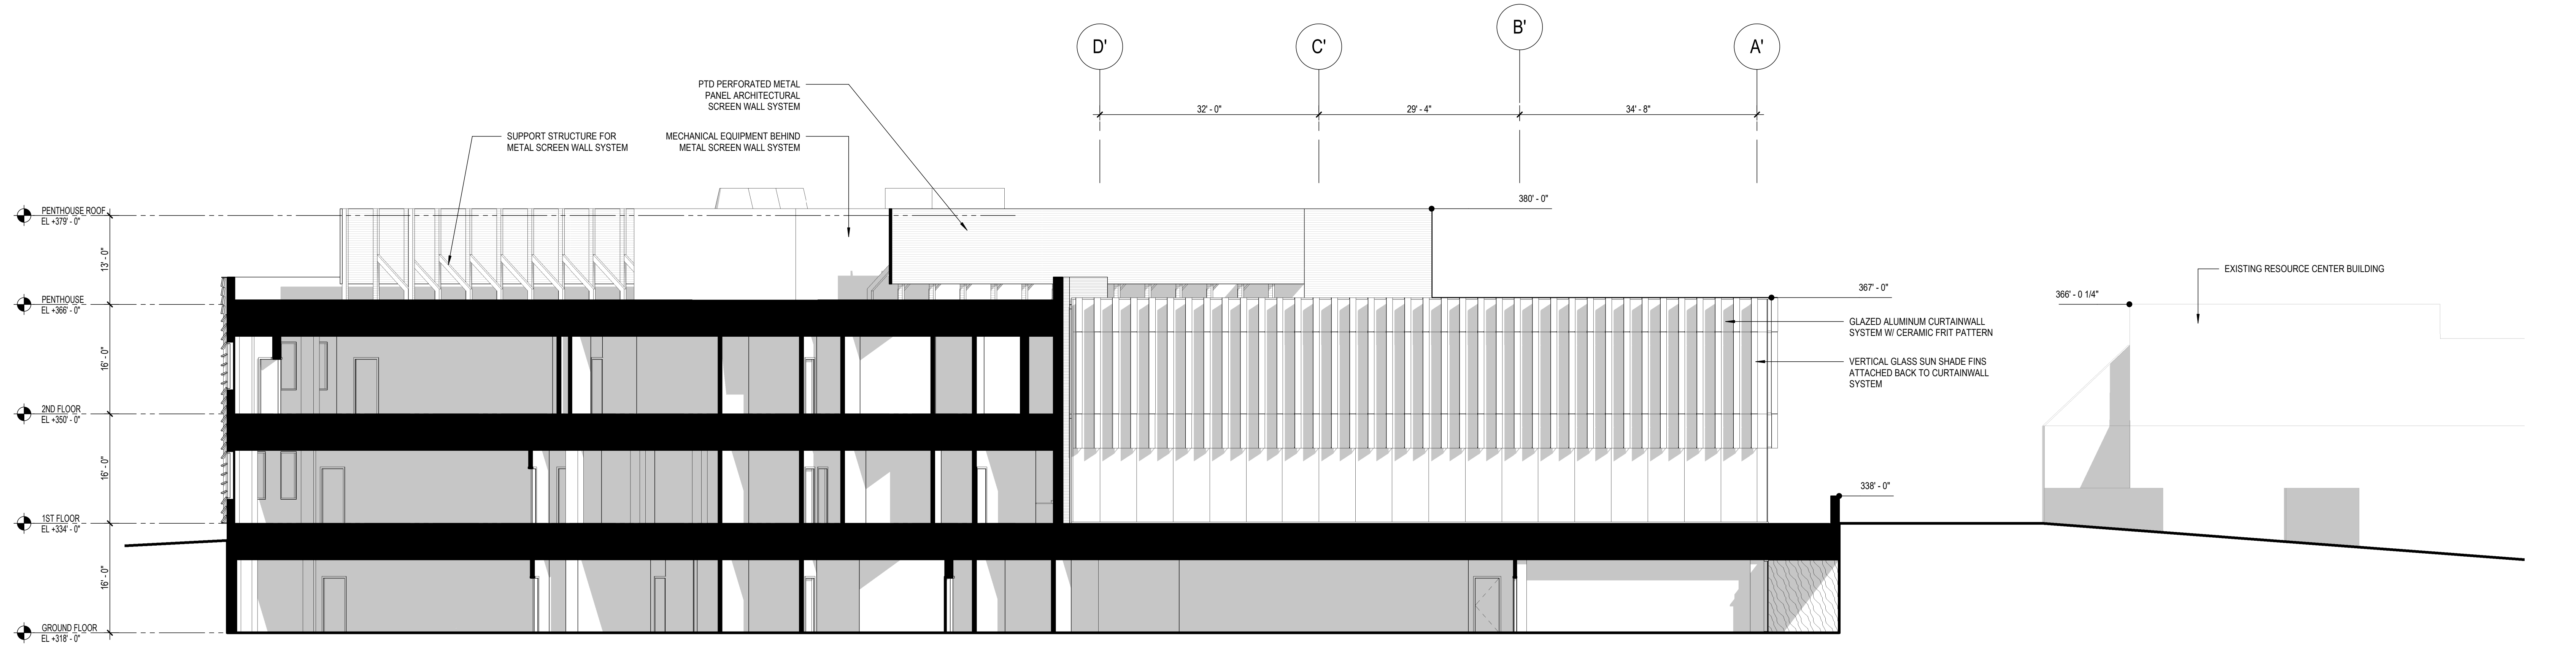 D'
C'
B'
A'
32' - 0"
29' - 4"
34' - 8"
PTD PERFORATED METAL
PANEL ARCHITECTURAL
SCREEN WALL SYSTEM
SUPPORT STRUCTURE FOR
METAL SCREEN WALL SYSTEM
MECHANICAL EQUIPMENT BEHIND
METAL SCREEN WALL SYSTEM
PENTHOUSE ROOF
EL +379' - 0"
13' - 0"
PENTHOUSE
EL +366' - 0"
16' - 0"
2ND FLOOR
EL +350' - 0"
16' - 0"
1ST FLOOR
EL +334' - 0"
16' - 0"
GROUND FLOOR
EL +318' - 0"
380' - 0"
367' - 0"
GLAZED ALUMINUM CURTAINWALL
SYSTEM W/ CERAMIC FRIT PATTERN
VERTICAL GLASS SUN SHADE FINS
ATTACHED BACK TO CURTAINWALL
SYSTEM
338' - 0"
366' - 0 1/4"
EXISTING RESOURCE CENTER BUILDING